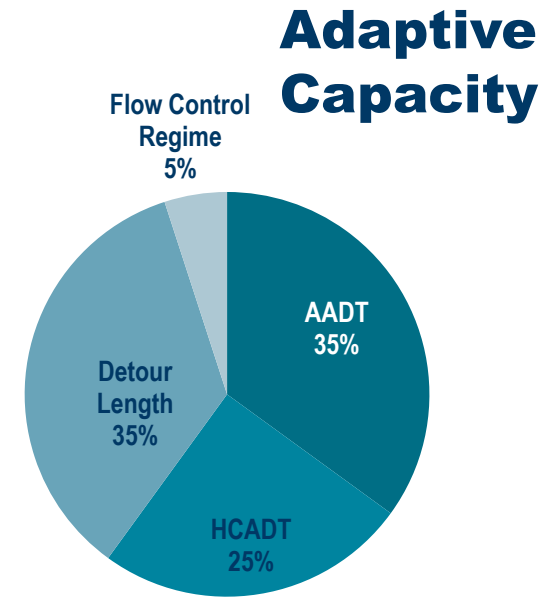 Adaptive
Capacity
Flow Control
Regime
5%
AADT
35%
Detour
Length
35%
HCADT
25%